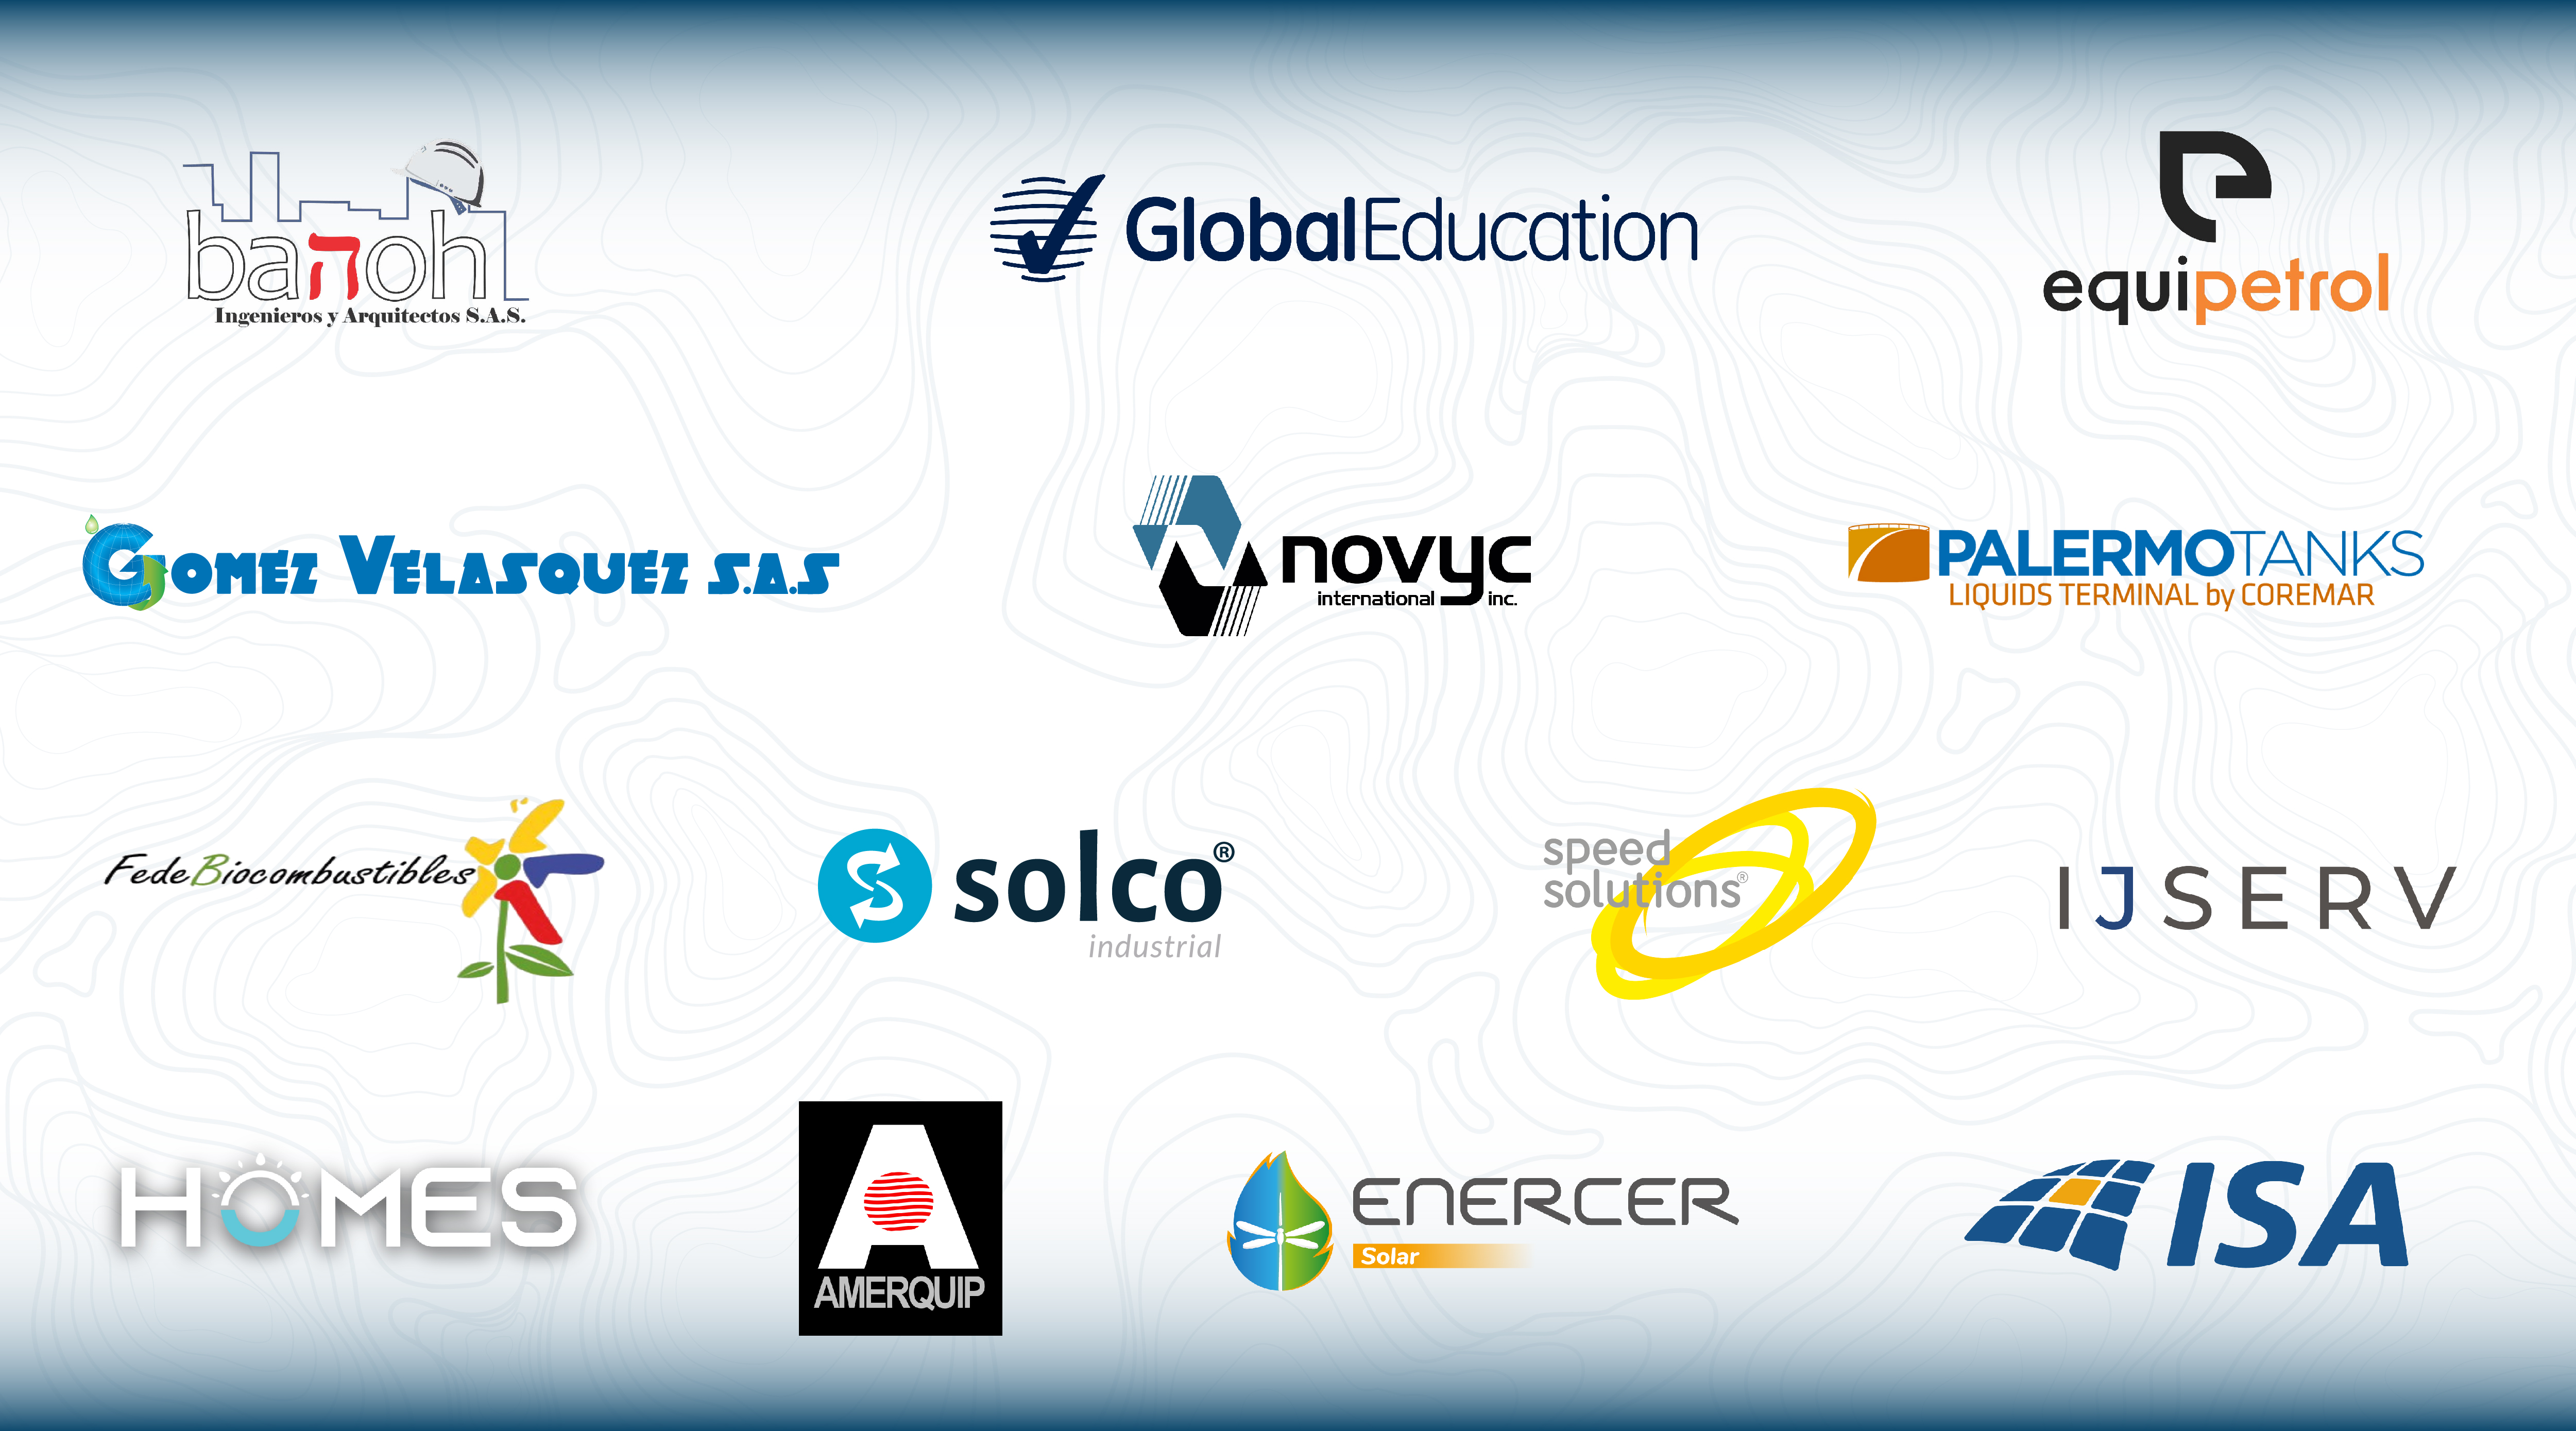 baהoh
Ingenieros y Arquitectos S.A.S.
GlobalEducation
equipetrol
GOMEZ VELASQUEZ S.A.S
novyc
international inc.
PALERMOTANKS
LIQUIDS TERMINAL by COREMAR
FedeBiocombustibles
solco®
industrial
speed
solutions®
IJSERV
HOMES
AMERQUIP
ENERCER
Solar
ISA